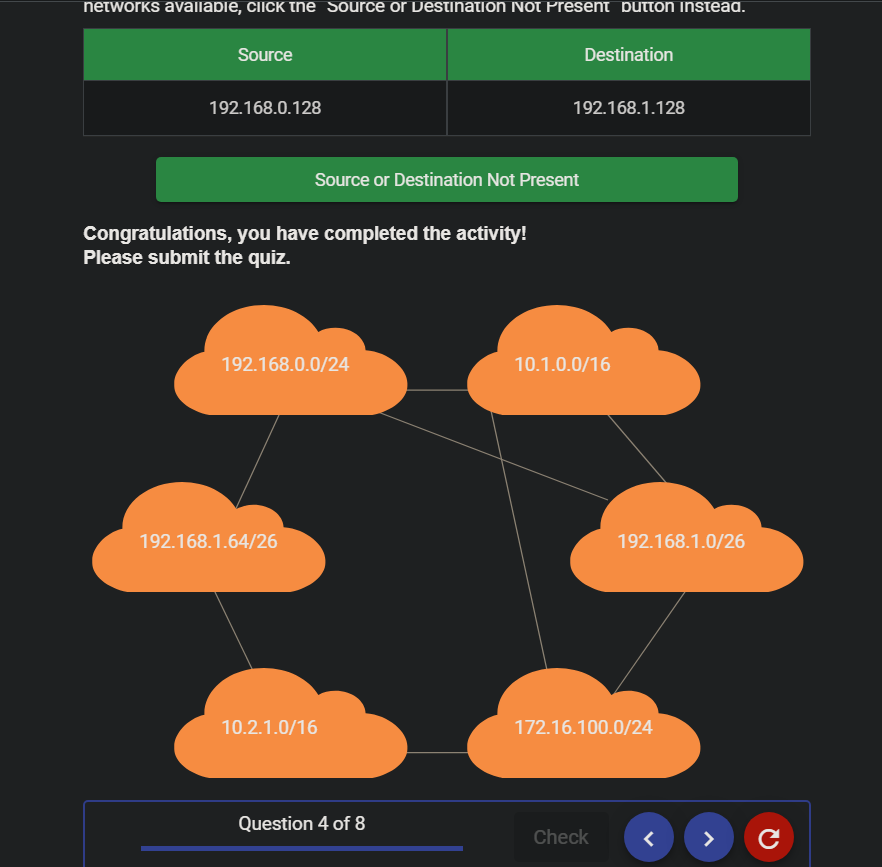 networks available, click the "Source or Destination Not Present" button instead.
Source Destination
192.168.0.128 192.168.1.128
Source or Destination Not Present
Congratulations, you have completed the activity!
Please submit the quiz.
192.168.0.0/24 10.1.0.0/16
192.168.1.64/26 192.168.1.0/26
10.2.1.0/16 172.16.100.0/24
Question 4 of 8 Check